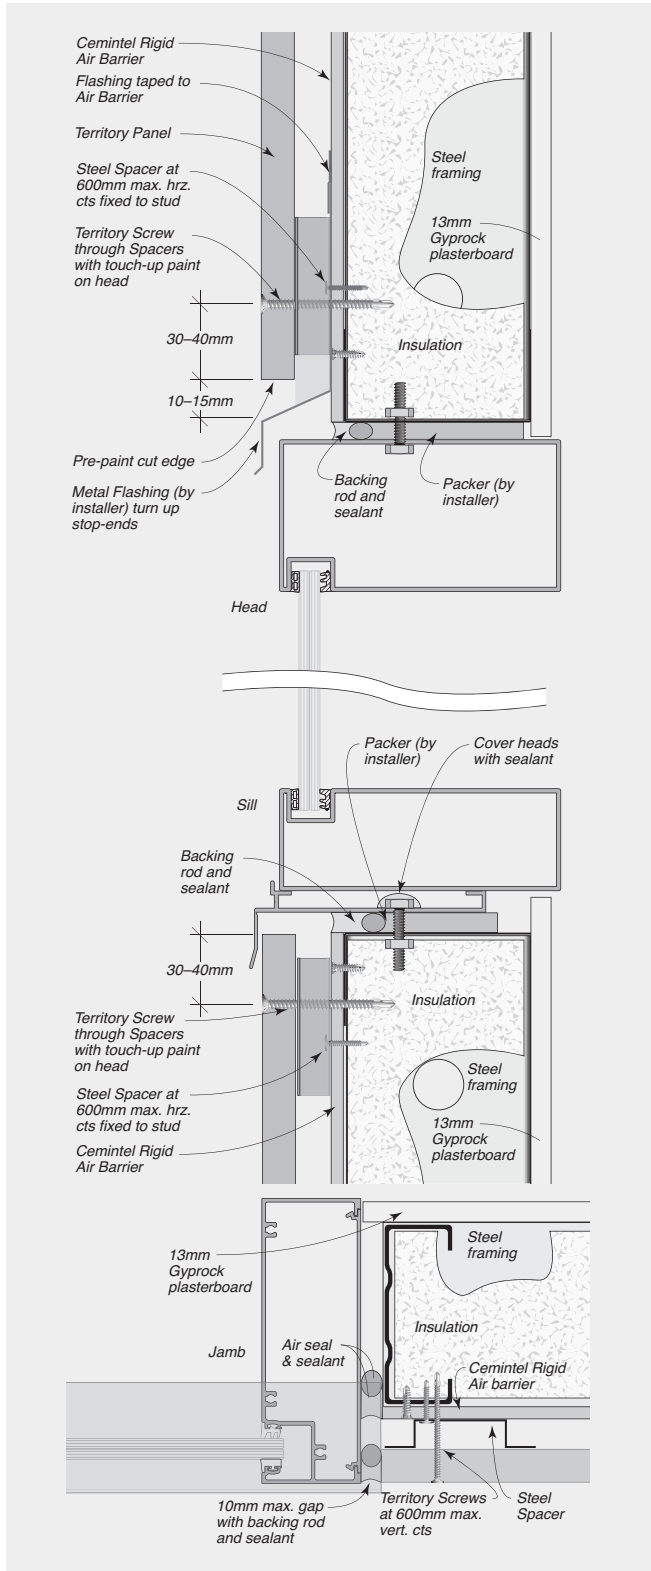 Cemintel Rigid
Air Barrier
Flashing taped to
Air Barrier
Territory Panel
Steel Spacer at
600mm max. hrz.
cts fixed to stud
Territory Screw
through Spacers
with touch-up paint
on head
30–40mm
10–15mm
Pre-paint cut edge
Metal Flashing (by
installer) turn up
stop-ends
Steel
framing
13mm
Gyprock
plasterboard
Insulation
Backing
rod and
sealant
Packer (by
installer)
Head
Packer (by
installer)
Cover heads
with sealant
Sill
Backing
rod and
sealant
30–40mm
Territory Screw
through Spacers
with touch-up paint
on head
Steel Spacer at
600mm max. hrz.
cts fixed to stud
Cemintel Rigid
Air Barrier
Insulation
Steel
framing
13mm
Gyprock
plasterboard
13mm
Gyprock
plasterboard
Steel
framing
Insulation
Jamb
Air seal
& sealant
Cemintel Rigid
Air barrier
10mm max. gap
with backing rod
and sealant
Territory Screws
at 600mm max.
vert. cts
Steel
Spacer